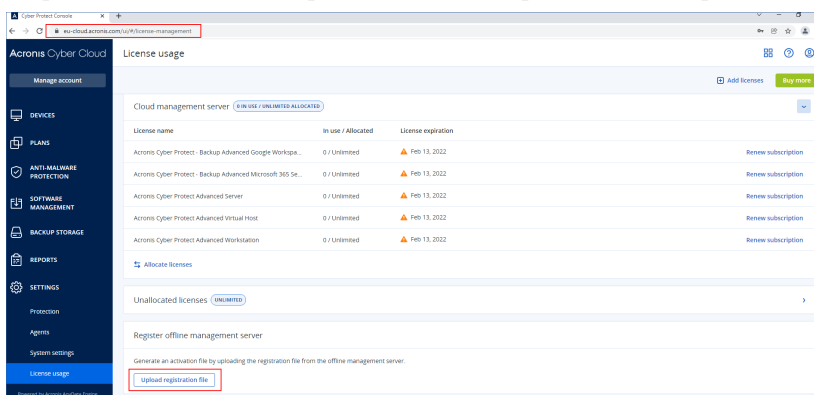 Cyber Protect Console
eu-cloud.acronis.com/ui/#/license-management
Acronis Cyber Cloud
License usage
Manage account
Add licenses
Buy more
DEVICES
PLANS
ANTI-MALWARE
PROTECTION
SOFTWARE
MANAGEMENT
BACKUP STORAGE
REPORTS
SETTINGS
Protection
Agents
System settings
License usage
Powered by Acronis AnyData Engine
Cloud management server 0 IN USE / UNLIMITED ALLOCATED
License name In use / Allocated License expiration
Acronis Cyber Protect - Backup Advanced Google Workspa... 0 / Unlimited Feb 13, 2022 Renew subscription
Acronis Cyber Protect - Backup Advanced Microsoft 365 Se... 0 / Unlimited Feb 13, 2022 Renew subscription
Acronis Cyber Protect Advanced Server 0 / Unlimited Feb 13, 2022 Renew subscription
Acronis Cyber Protect Advanced Virtual Host 0 / Unlimited Feb 13, 2022 Renew subscription
Acronis Cyber Protect Advanced Workstation 0 / Unlimited Feb 13, 2022 Renew subscription
Allocate licenses
Unallocated licenses UNLIMITED
Register offline management server
Generate an activation file by uploading the registration file from the offline management server.
Upload registration file